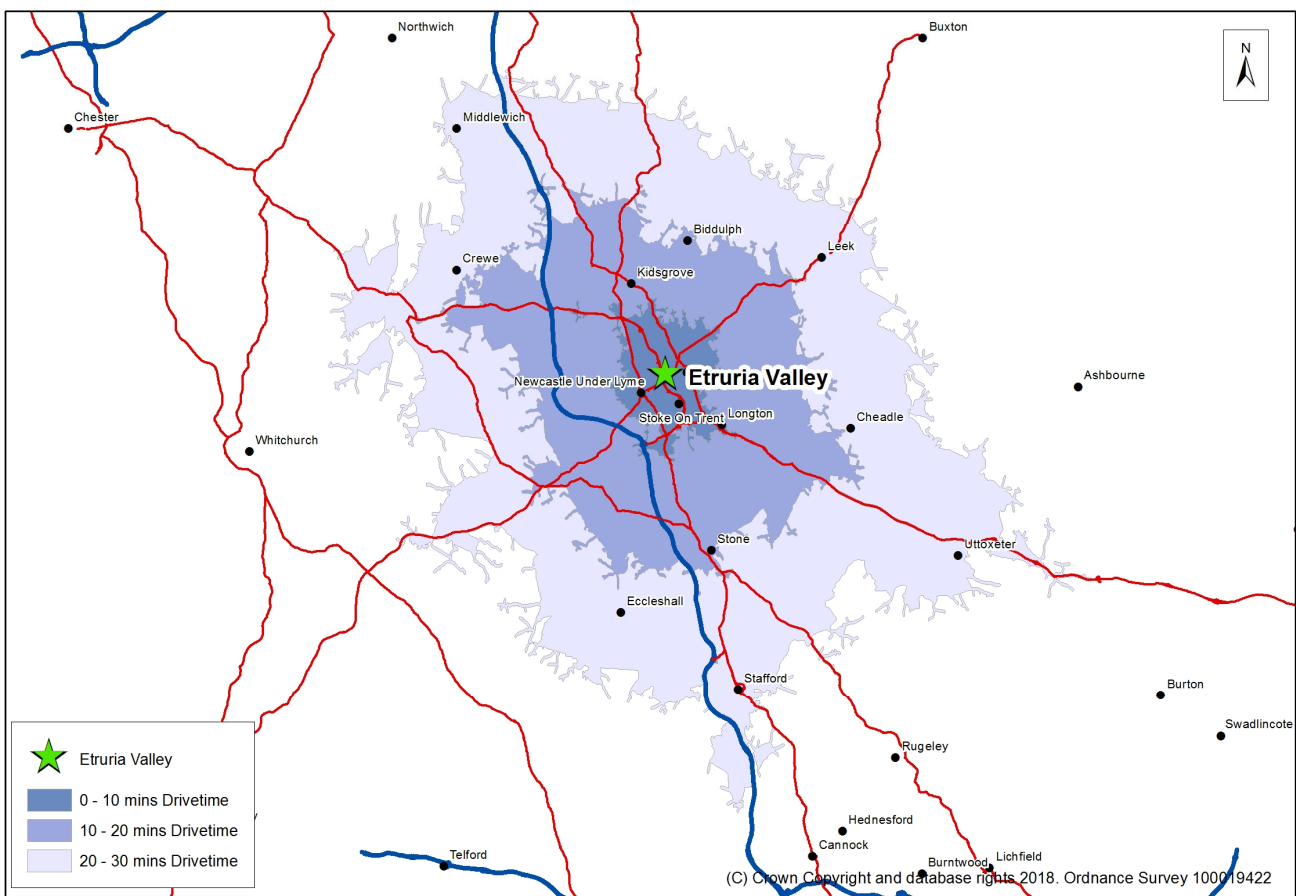 Northwich
Buxton
N
Chester
Middlewich
Biddulph
Leek
Crewe
Kidsgrove
Etruria Valley
Newcastle Under Lyme
Ashbourne
Stoke On Trent
Longton
Cheadle
Whitchurch
Stone
Uttoxeter
Eccleshall
Stafford
Burton
Swadlincote
Rugeley
Etruria Valley
0 - 10 mins Drivetime
10 - 20 mins Drivetime
20 - 30 mins Drivetime
Hednesford
Cannock
Telford
Burntwood
Lichfield
(C) Crown Copyright and database rights 2018. Ordnance Survey 100019422